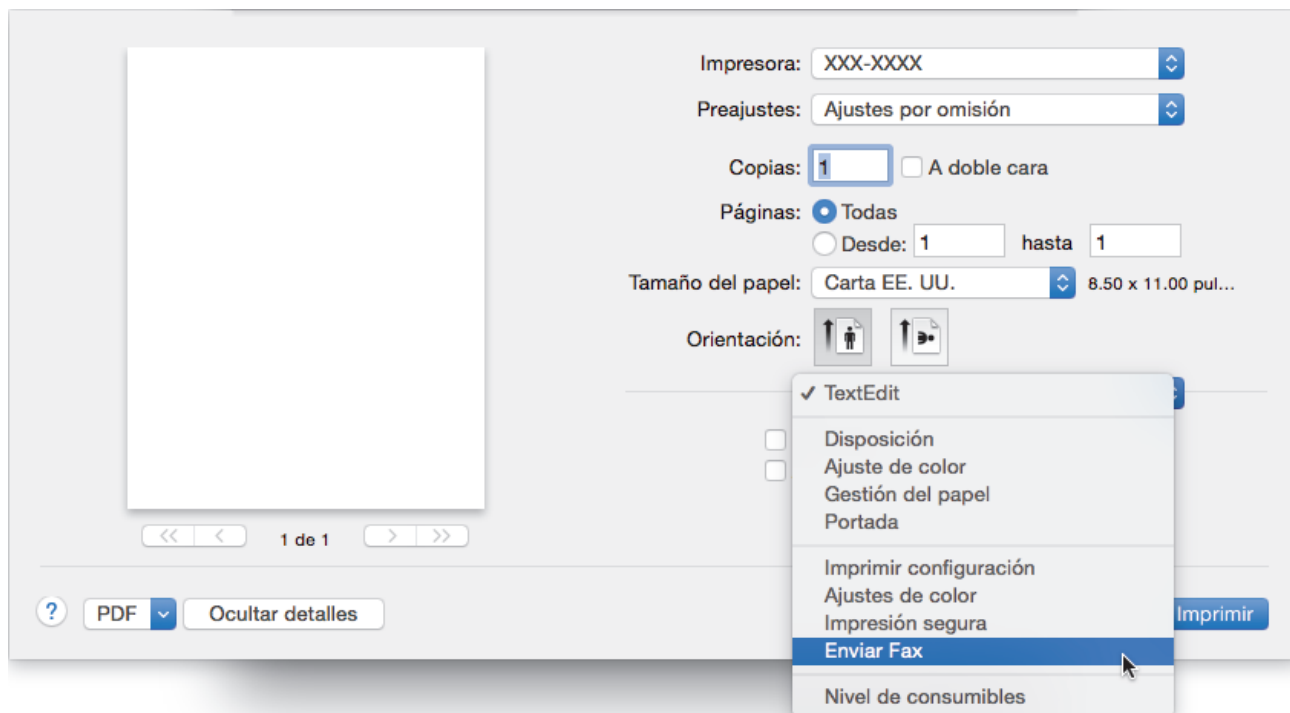 Impresora: XXX-XXXX
Preajustes: Ajustes por omisión
Copias: 1 A doble cara
Páginas: Todas
Desde: 1 hasta 1
Tamaño del papel: Carta EE. UU. 8.50 x 11.00 pul...
Orientación:
✓ TextEdit
Disposición
Ajuste de color
Gestión del papel
Portada
<< < 1 de 1 > >>
Imprimir configuración
Ajustes de color
Impresión segura
Enviar Fax
Nivel de consumibles
? PDF Ocultar detalles Imprimir